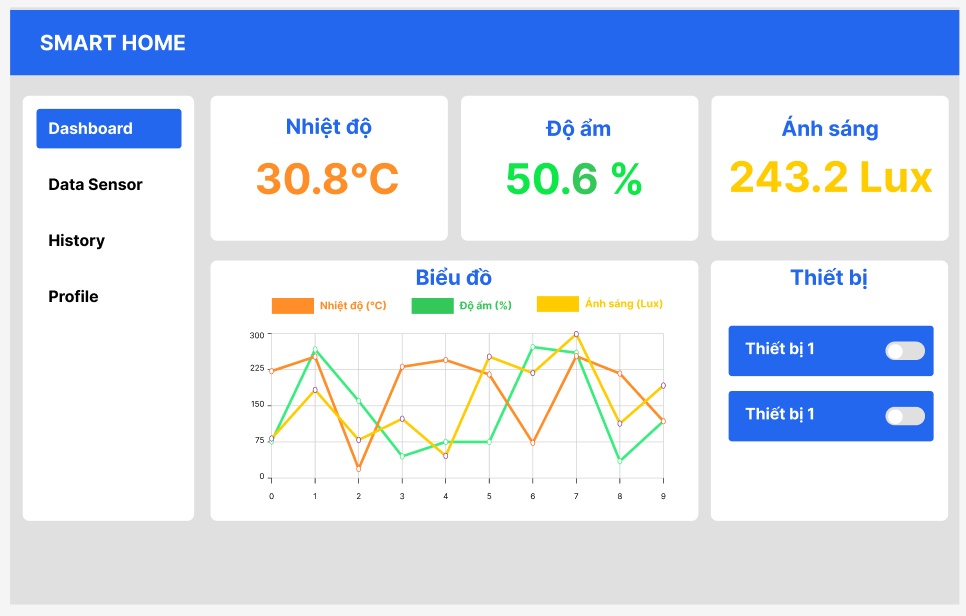 SMART HOME
Dashboard
Data Sensor
History
Profile
Nhiệt độ
30.8°C
Độ ẩm
50.6 %
Ánh sáng
243.2 Lux
Biểu đồ
Nhiệt độ (°C)
Độ ẩm (%)
Ánh sáng (Lux)
300
225
150
75
0
0 1 2 3 4 5 6 7 8 9
Thiết bị
Thiết bị 1
Thiết bị 1